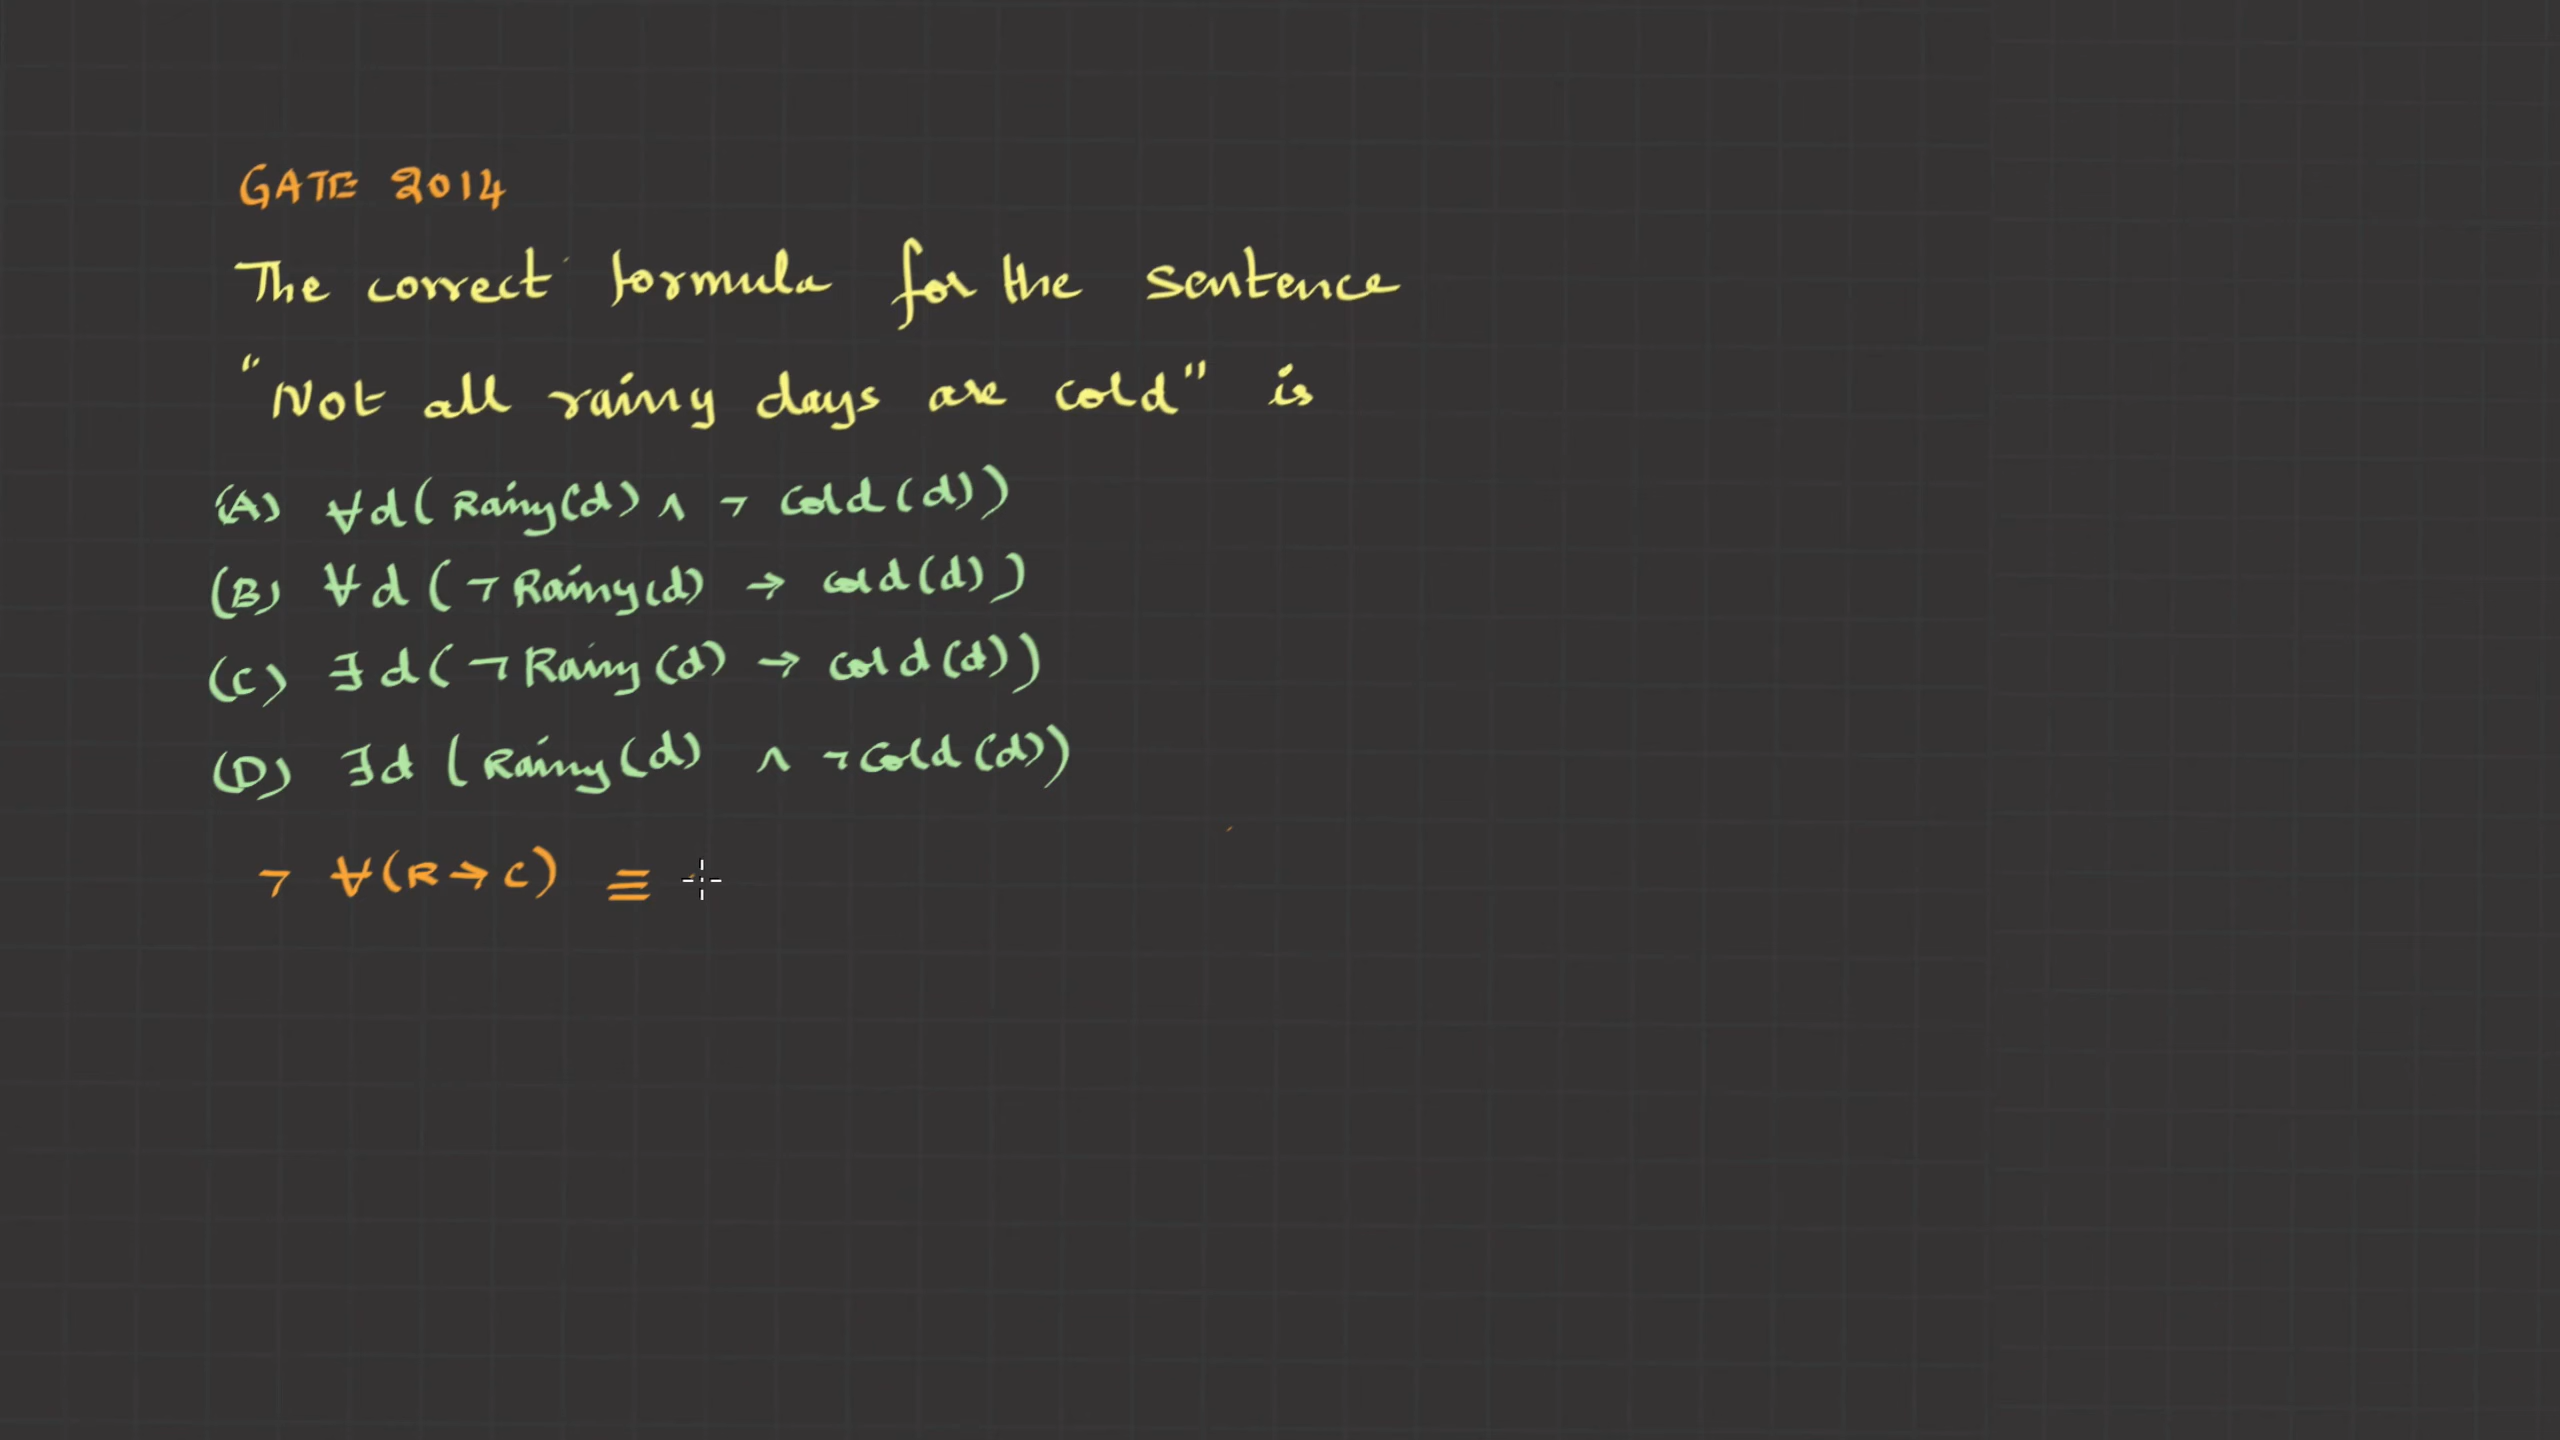 GATE 2014
The correct formula for the sentence
"Not all rainy days are cold" is
(A) ∀d(Rainy(d) ∧ ¬ cold(d))
(B) ∀d(¬Rainy(d) → cold(d))
(C) ∃d(¬Rainy(d) → cold(d))
(D) ∃d(Rainy(d) ∧ ¬Cold(d))
¬ ∀(R→C) ≡